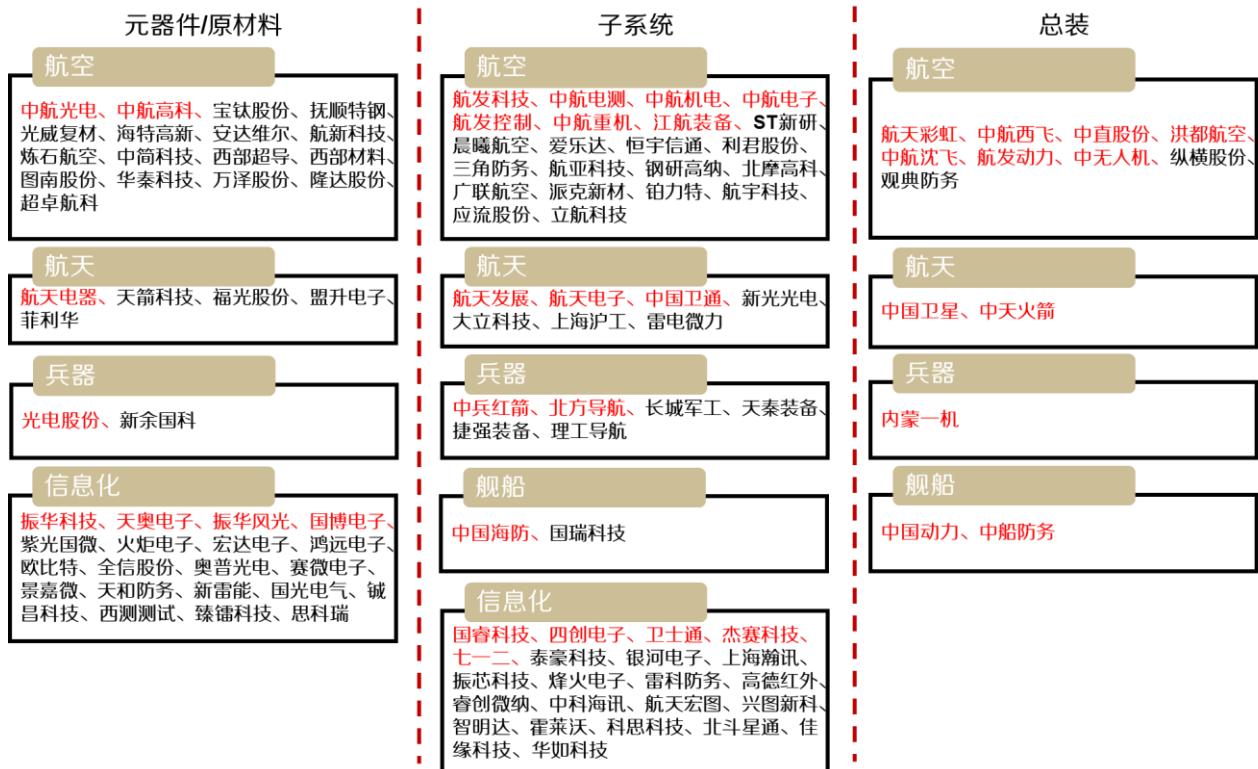 元器件/原材料
航空
中航光电、中航高科、宝钛股份、抚顺特钢、
光威复材、海特高新、安达维尔、航新科技、
炼石航空、中简科技、西部超导、西部材料、
图南股份、华秦科技、万泽股份、隆达股份、
超卓航科
航天
航天电器、天箭科技、福光股份、盟升电子、
菲利华
兵器
光电股份、新余国科
信息化
振华科技、天奥电子、振华风光、国博电子、
紫光国微、火炬电子、宏达电子、鸿远电子、
欧比特、全信股份、奥普光电、赛微电子、
景嘉微、天和防务、新雷能、国光电气、铖
昌科技、西测测试、臻镭科技、思科瑞
子系统
航空
航发科技、中航电测、中航机电、中航电子、
航发控制、中航重机、江航装备、ST新研、
晨曦航空、爱乐达、恒宇信通、利君股份、
三角防务、航亚科技、钢研高纳、北摩高科、
广联航空、派克新材、铂力特、航宇科技、
应流股份、立航科技
航天
航天发展、航天电子、中国卫通、新光光电、
大立科技、上海沪工、雷电微力
兵器
中兵红箭、北方导航、长城军工、天秦装备、
捷强装备、理工导航
舰船
中国海防、国瑞科技
信息化
国睿科技、四创电子、卫士通、杰赛科技、
七一二、泰豪科技、银河电子、上海瀚讯、
振芯科技、烽火电子、雷科防务、高德红外、
睿创微纳、中科海讯、航天宏图、兴图新科、
智明达、霍莱沃、科思科技、北斗星通、佳
缘科技、华如科技
总装
航空
航天彩虹、中航西飞、中直股份、洪都航空、
中航沈飞、航发动力、中无人机、纵横股份、
观典防务
航天
中国卫星、中天火箭
兵器
内蒙一机
舰船
中国动力、中船防务